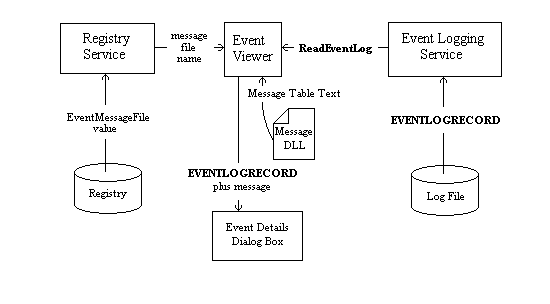 Registry
Service
message
file
name
Event
Viewer
ReadEventLog
Event Logging
Service
EventMessageFile
value
Message Table Text
Message
DLL
EVENTLOGRECORD
EVENTLOGRECORD
plus message
Registry
Log File
Event Details
Dialog Box